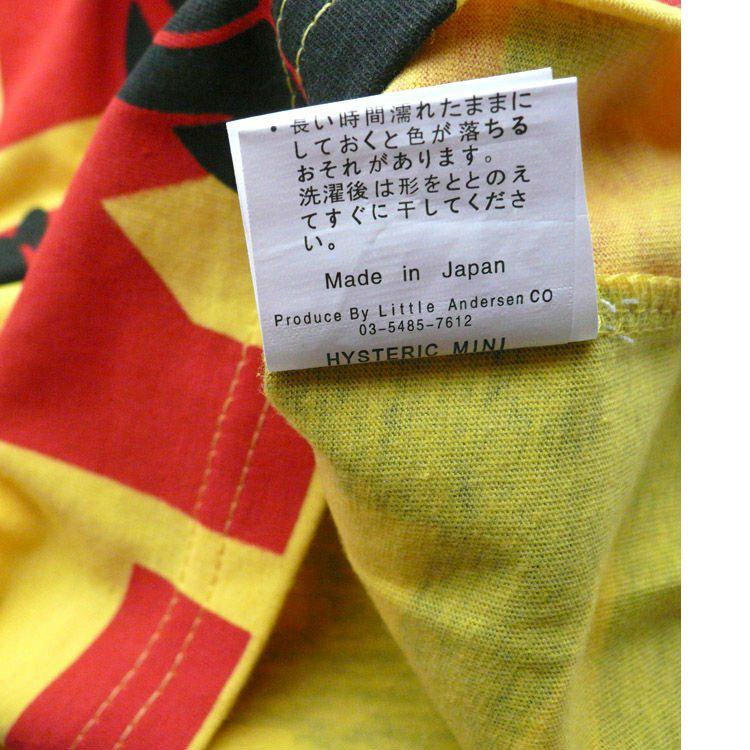 ・長い時間濡れたままに
しておくと色が落ちる
おそれがあります。
洗濯後は形をととのえ
てすぐに干してくださ
い。
Made in Japan
Produce By Little Andersen CO
03-5485-7612
HYSTERIC MINI